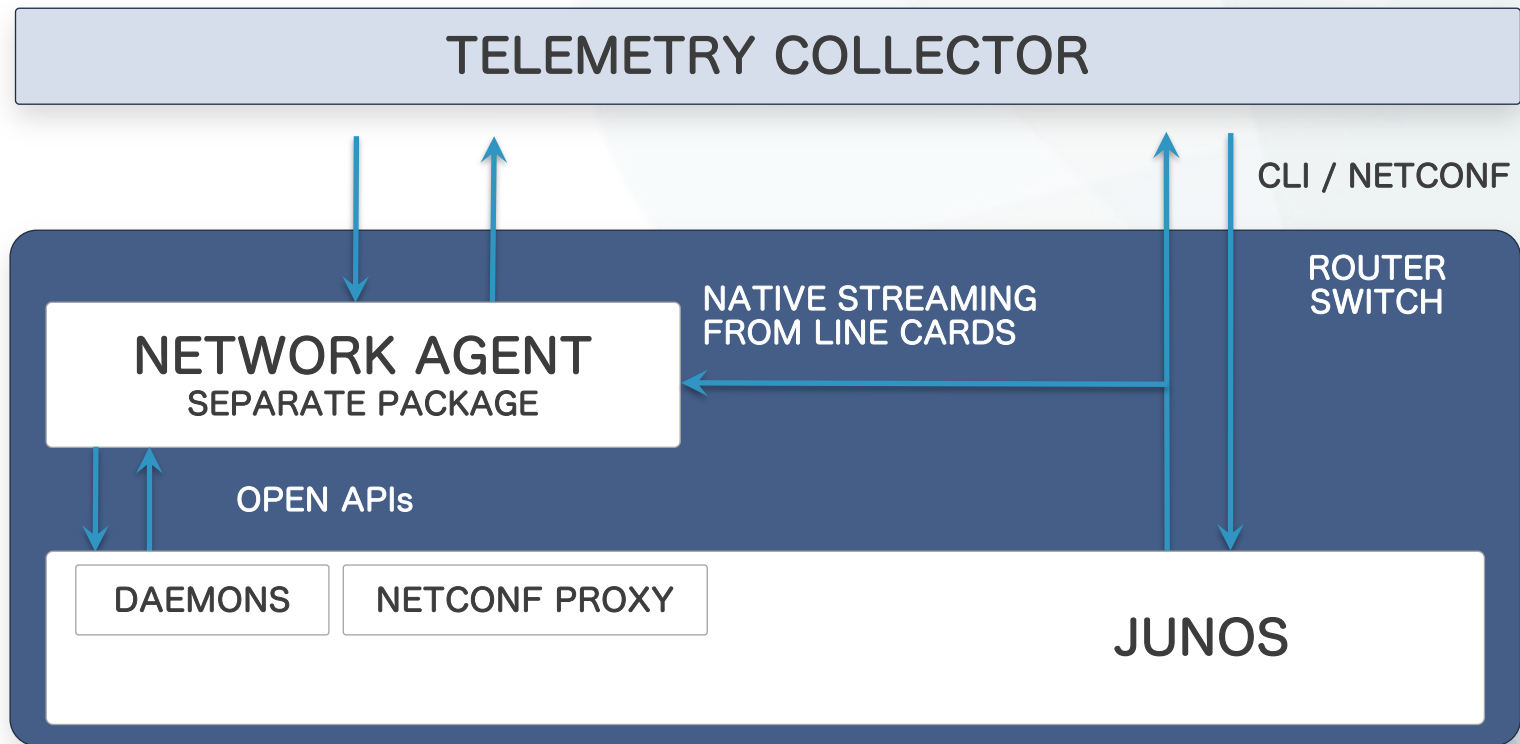 TELEMETRY COLLECTOR
CLI / NETCONF
ROUTER
SWITCH
NATIVE STREAMING
FROM LINE CARDS
NETWORK AGENT
SEPARATE PACKAGE
OPEN APIs
DAEMONS
NETCONF PROXY
JUNOS